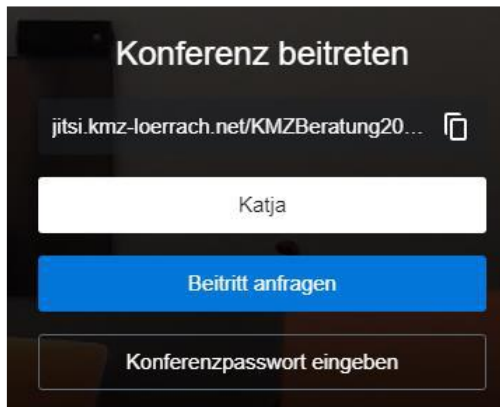 Konferenz beitreten
jitsi.kmz-loerrach.net/KMZBeratung20...
Katja
Beitritt anfragen
Konferenzpasswort eingeben